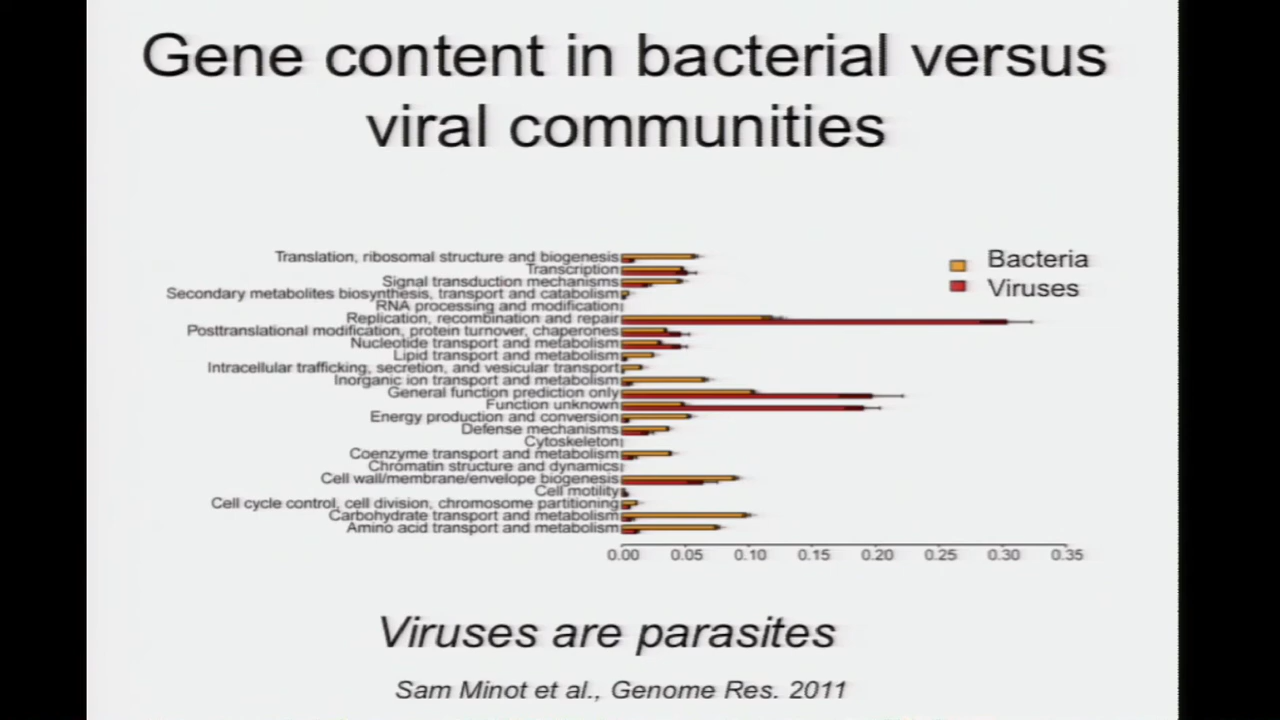 Gene content in bacterial versus
viral communities
Bacteria
Viruses
Translation, ribosomal structure and biogenesis
Transcription
Signal transduction mechanisms
Secondary metabolites biosynthesis, transport and catabolism
RNA processing and modification
Replication, recombination and repair
Posttranslational modification, protein turnover, chaperones
Nucleotide transport and metabolism
Lipid transport and metabolism
Intracellular trafficking, secretion, and vesicular transport
Inorganic ion transport and metabolism
General function prediction only
Function unknown
Energy production and conversion
Defense mechanisms
Cytoskeleton
Coenzyme transport and metabolism
Chromatin structure and dynamics
Cell wall/membrane/envelope biogenesis
Cell motility
Cell cycle control, cell division, chromosome partitioning
Carbohydrate transport and metabolism
Amino acid transport and metabolism
0.00 0.05 0.10 0.15 0.20 0.25 0.30 0.35
Viruses are parasites
Sam Minot et al., Genome Res. 2011